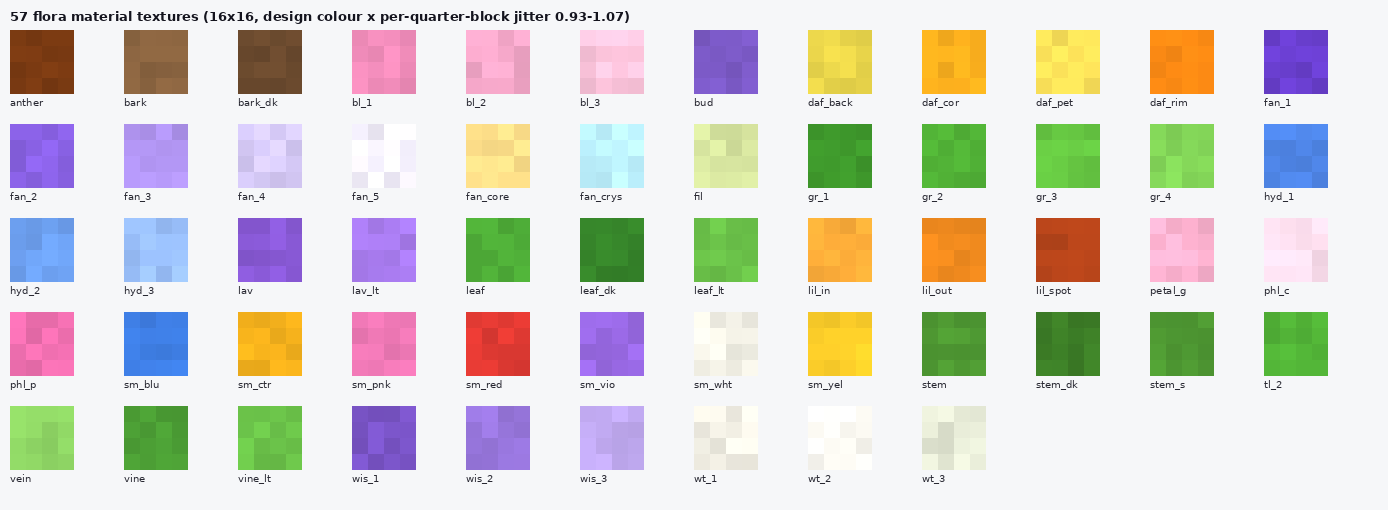 57 flora material textures (16x16, design colour x per-quarter-block jitter 0.93-1.07)
anther bark bark_dk bl_1 bl_2 bl_3 bud daf_back daf_cor daf_pet daf_rim fan_1
fan_2 fan_3 fan_4 fan_5 fan_core fan_crys fil gr_1 gr_2 gr_3 gr_4 hyd_1
hyd_2 hyd_3 lav lav_lt leaf leaf_dk leaf_lt lil_in lil_out lil_spot petal_g phl_c
phl_p sm_blu sm_ctr sm_pnk sm_red sm_vio sm_wht sm_yel stem stem_dk stem_s tl_2
vein vine vine_lt wis_1 wis_2 wis_3 wt_1 wt_2 wt_3